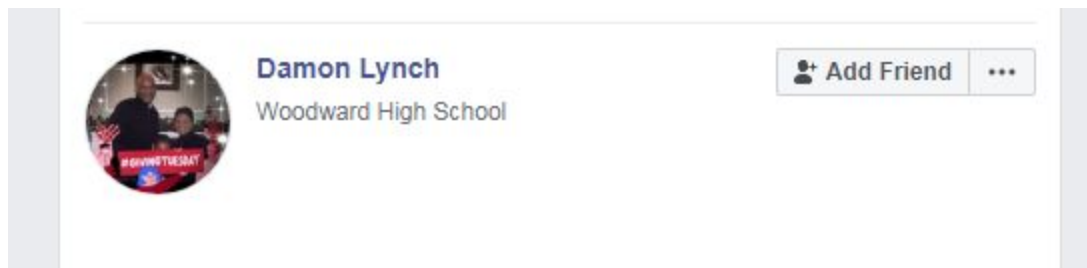 Damon Lynch
Add Friend
Woodward High School
#GIVINGTUESDAY